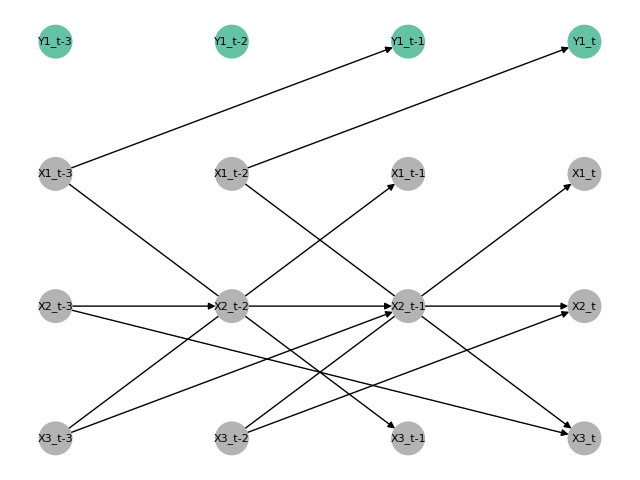 Y1_t-3 Y1_t-2 Y1_t-1 Y1_t
X1_t-3 X1_t-2 X1_t-1 X1_t
X2_t-3 X2_t-2 X2_t-1 X2_t
X3_t-3 X3_t-2 X3_t-1 X3_t